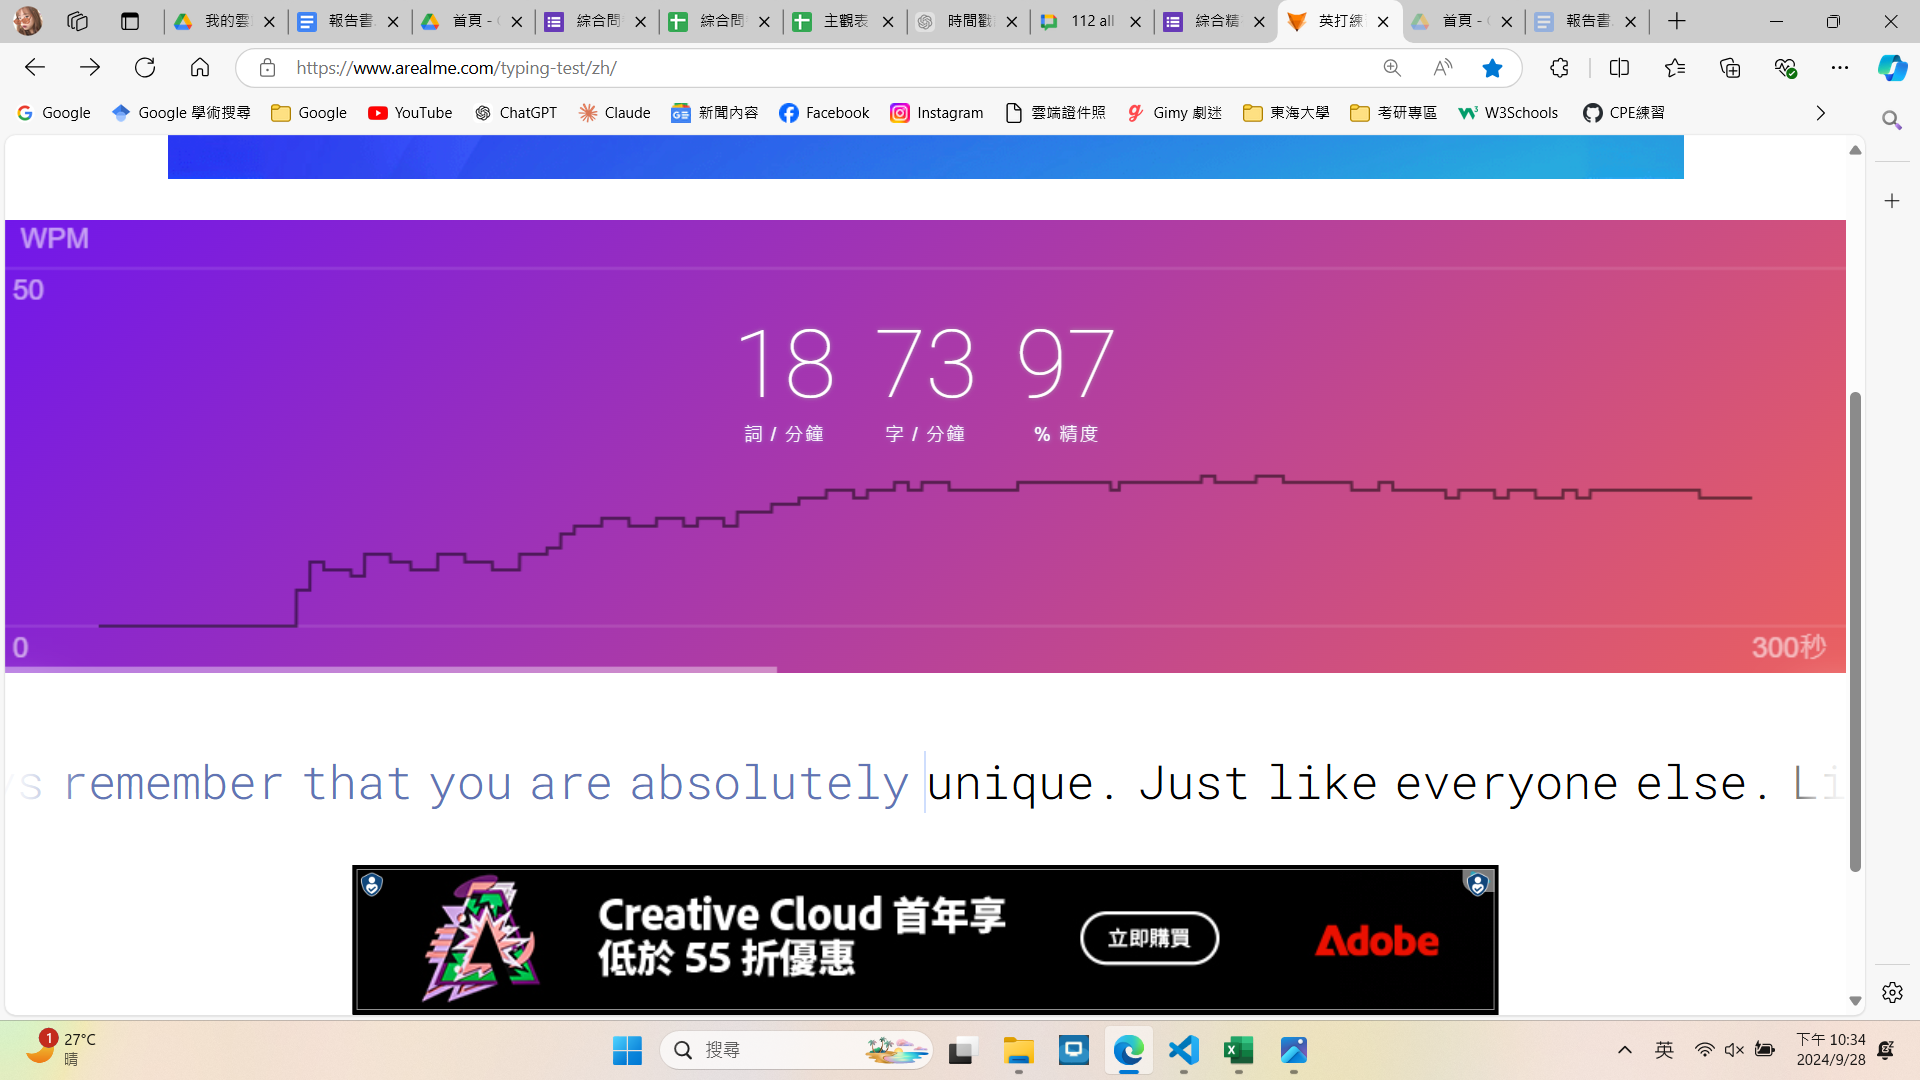 我的雲
報告書
首頁 -
綜合問
綜合問
主觀表
時間戳
112 all
綜合精
英打練
首頁 -
報告書
https://www.arealme.com/typing-test/zh/
Google
Google 學術搜尋
Google
YouTube
ChatGPT
Claude
新聞內容
Facebook
Instagram
雲端證件照
Gimy 劇迷
東海大學
考研專區
W3Schools
CPE練習
WPM
50
18 73 97
詞 / 分鐘 字 / 分鐘 % 精度
0
300秒
remember that you are absolutely unique. Just like everyone else. Li
Creative Cloud 首年享
低於 55 折優惠
立即購買
Adobe
1
27°C
晴
搜尋
英
下午 10:34
2024/9/28